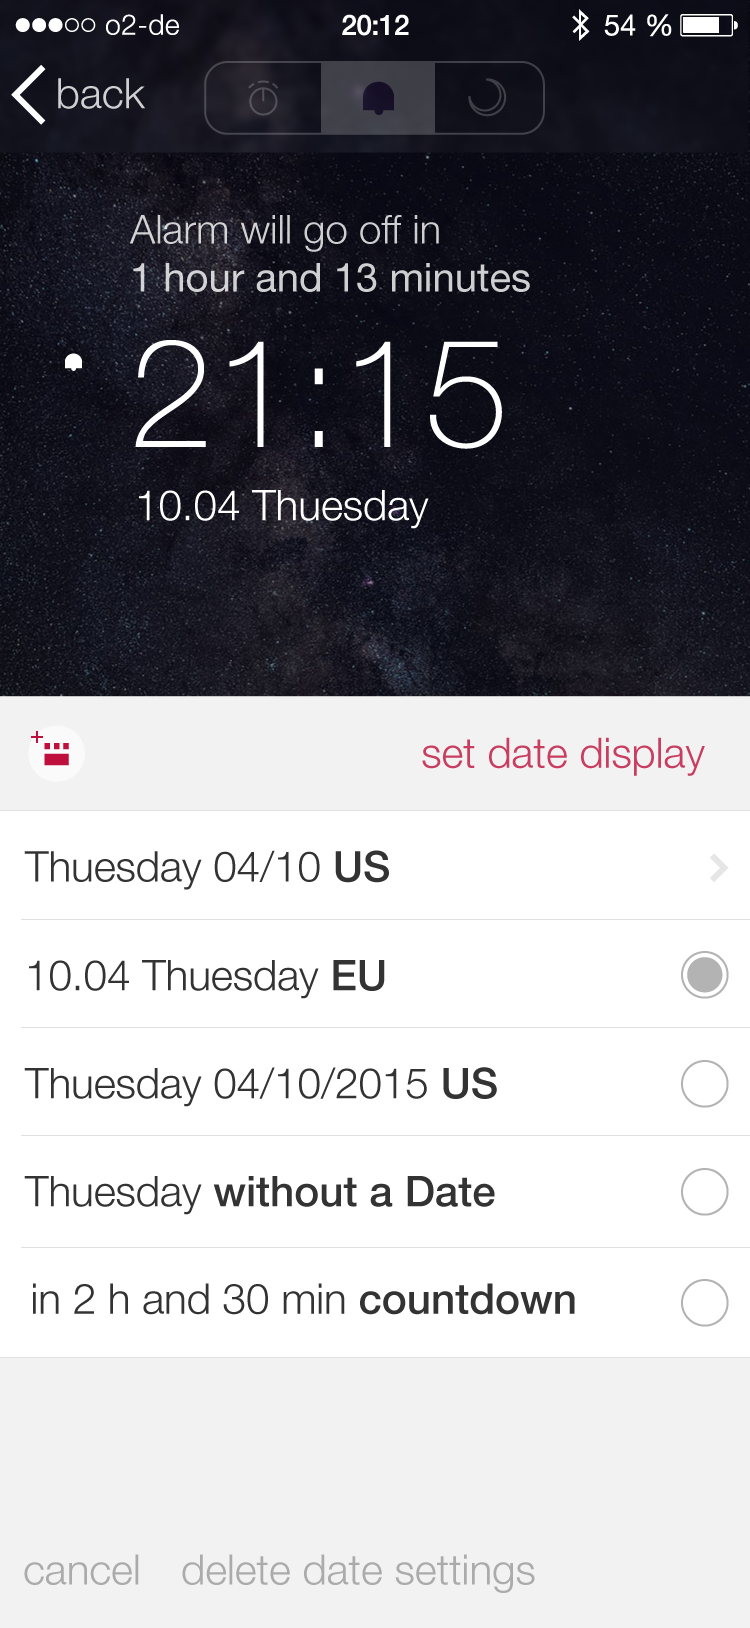 o2-de 20:12 54 %
back
Alarm will go off in
1 hour and 13 minutes
21:15
10.04 Thuesday
set date display
Thuesday 04/10 US
10.04 Thuesday EU
Thuesday 04/10/2015 US
Thuesday without a Date
in 2 h and 30 min countdown
cancel delete date settings